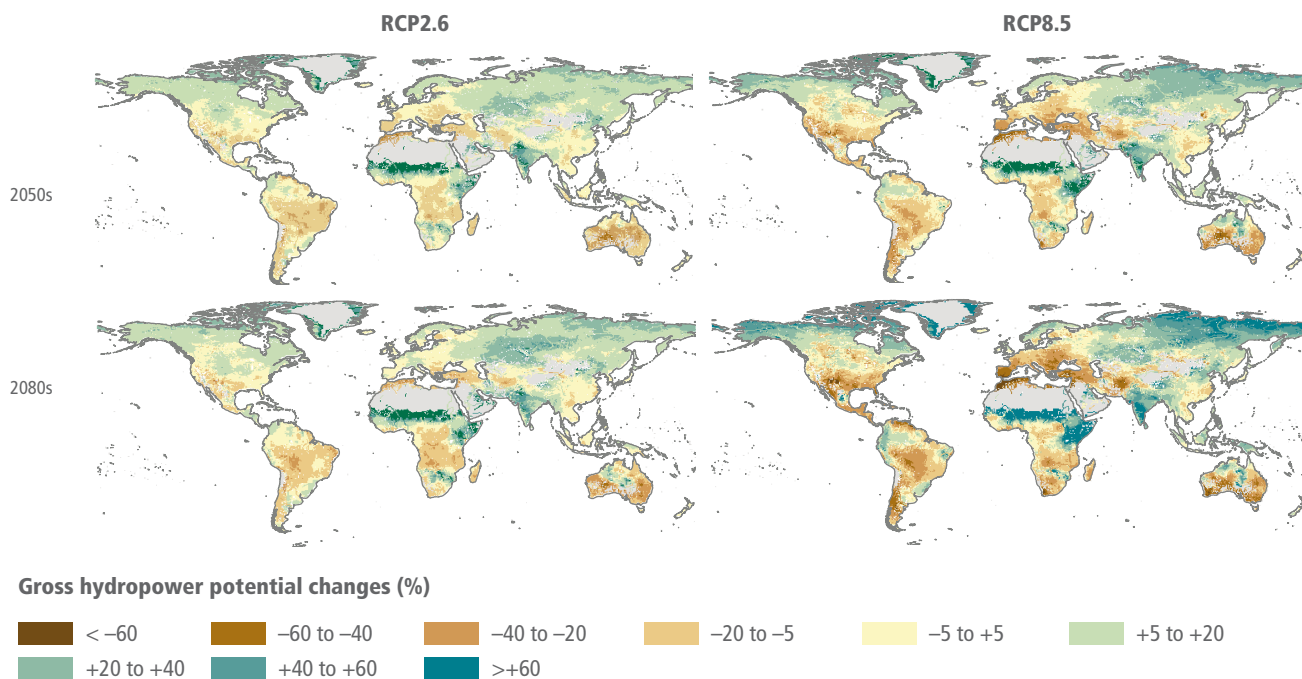 RCP2.6 RCP8.5
2050s
2080s
Gross hydropower potential changes (%)
< –60 –60 to –40 –40 to –20 –20 to –5 –5 to +5 +5 to +20
+20 to +40 +40 to +60 >+60